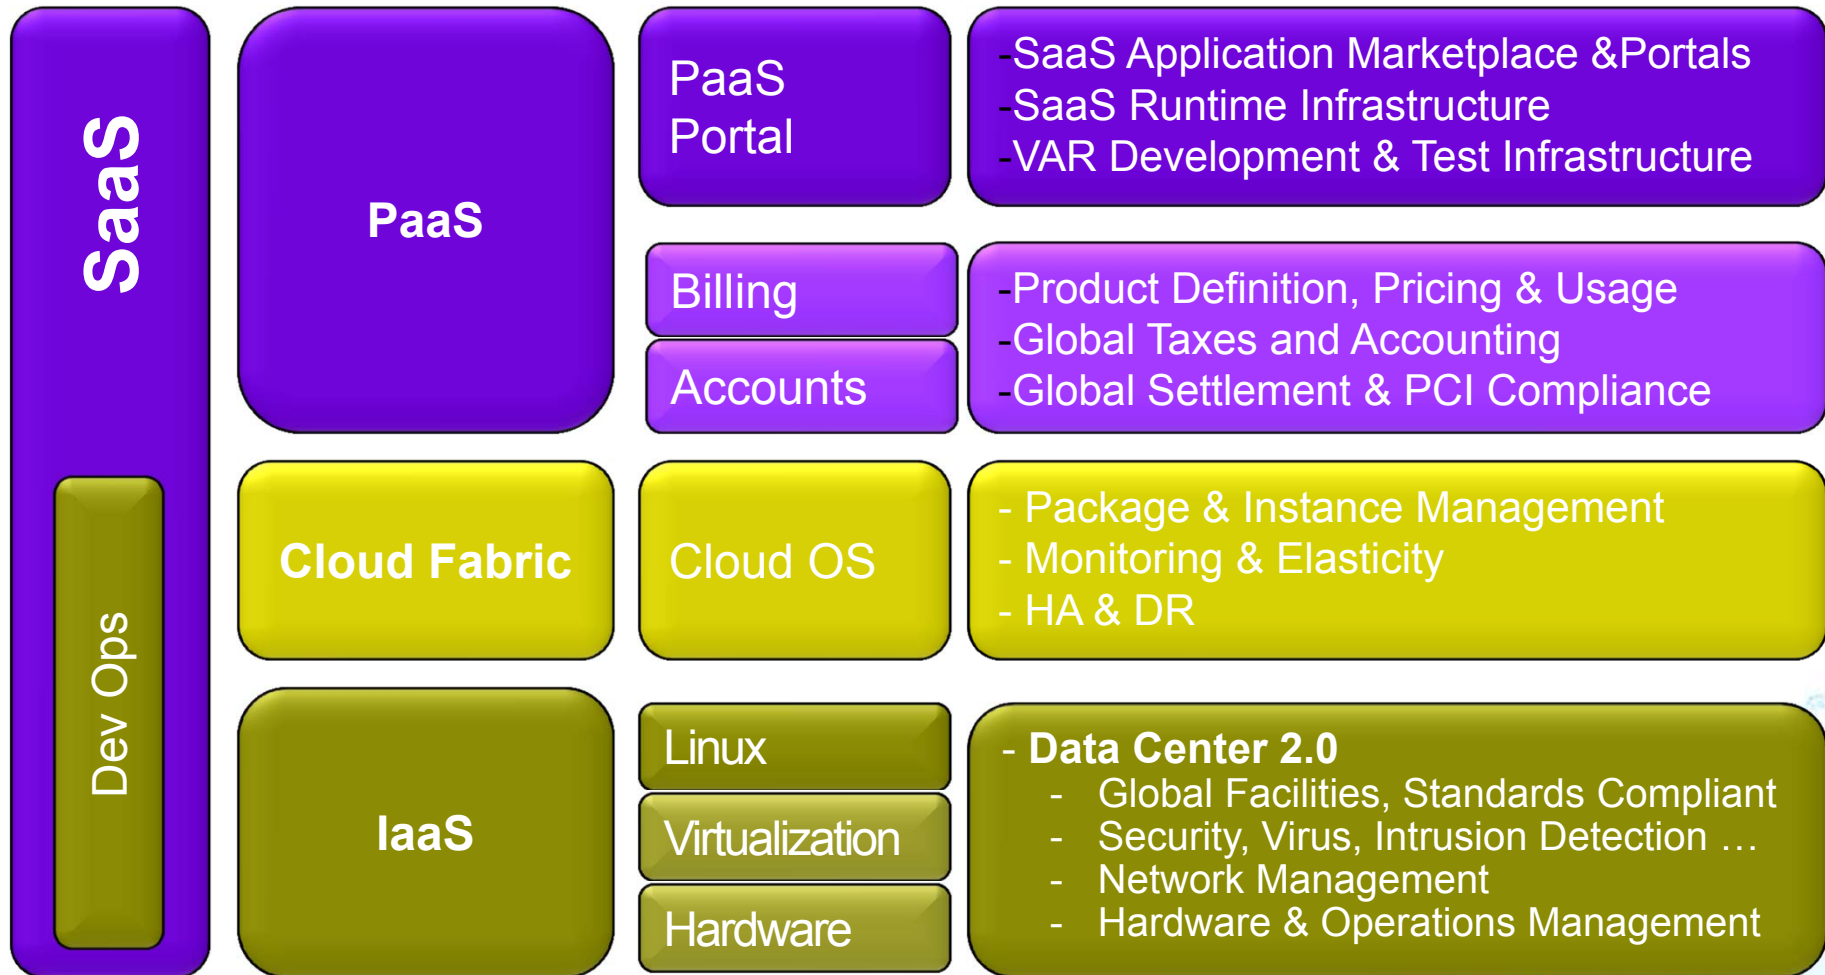 SaaS
Dev Ops
PaaS
PaaS
Portal
-SaaS Application Marketplace &Portals
-SaaS Runtime Infrastructure
-VAR Development & Test Infrastructure
Billing
Accounts
-Product Definition, Pricing & Usage
-Global Taxes and Accounting
-Global Settlement & PCI Compliance
Cloud Fabric
Cloud OS
- Package & Instance Management
- Monitoring & Elasticity
- HA & DR
IaaS
Linux
Virtualization
Hardware
- Data Center 2.0
- Global Facilities, Standards Compliant
- Security, Virus, Intrusion Detection …
- Network Management
- Hardware & Operations Management